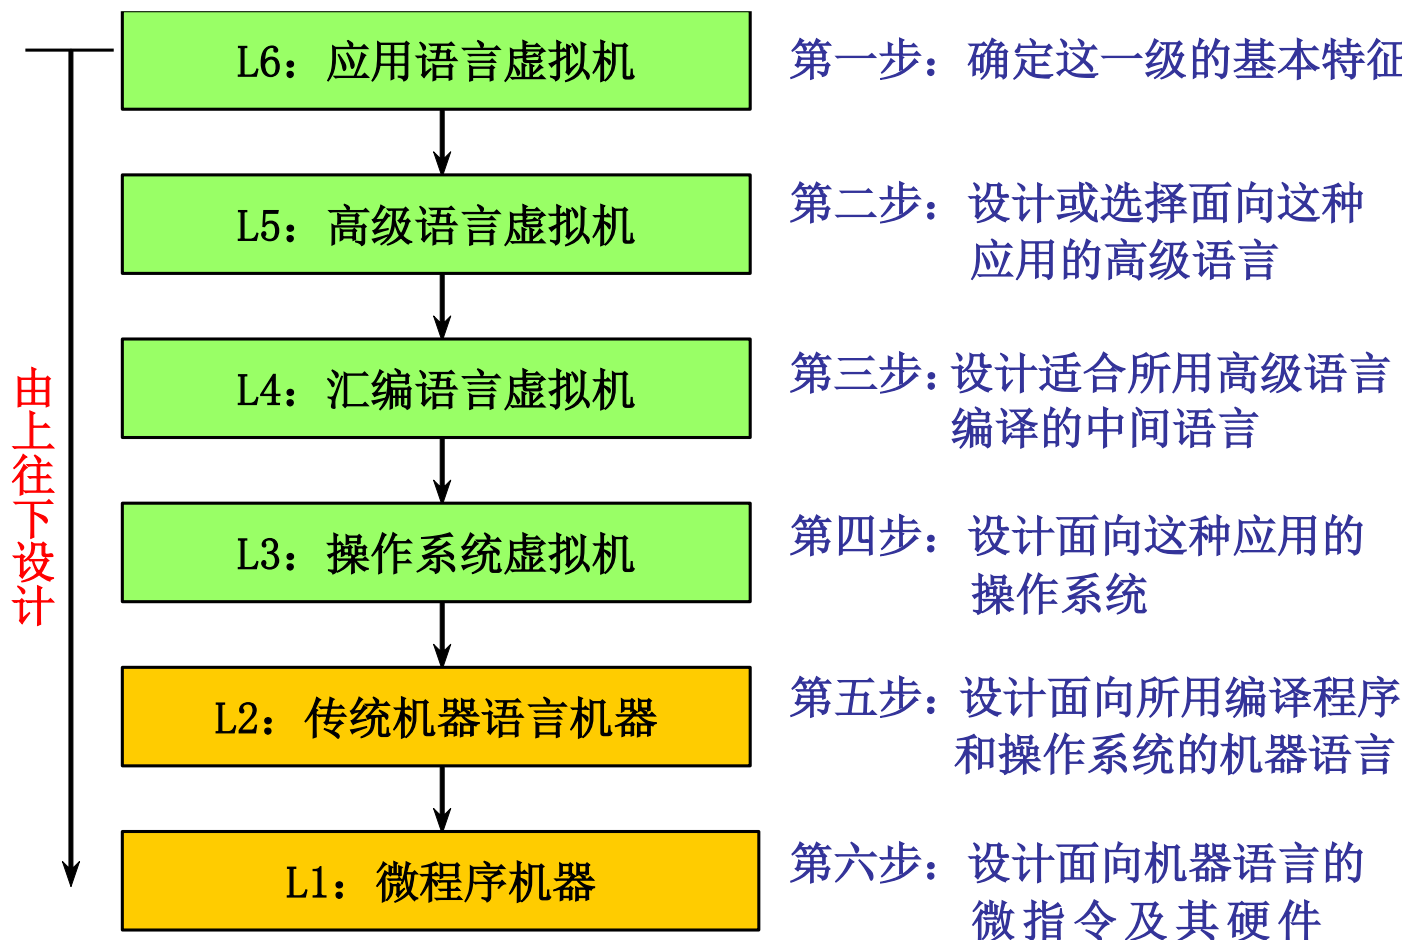 L6：应用语言虚拟机
第一步：确定这一级的基本特征
L5：高级语言虚拟机
第二步：设计或选择面向这种
应用的高级语言
L4：汇编语言虚拟机
第三步：设计适合所用高级语言
编译的中间语言
L3：操作系统虚拟机
第四步：设计面向这种应用的
操作系统
L2：传统机器语言机器
第五步：设计面向所用编译程序
和操作系统的机器语言
L1：微程序机器
第六步：设计面向机器语言的
微指令及其硬件
由上往下设计